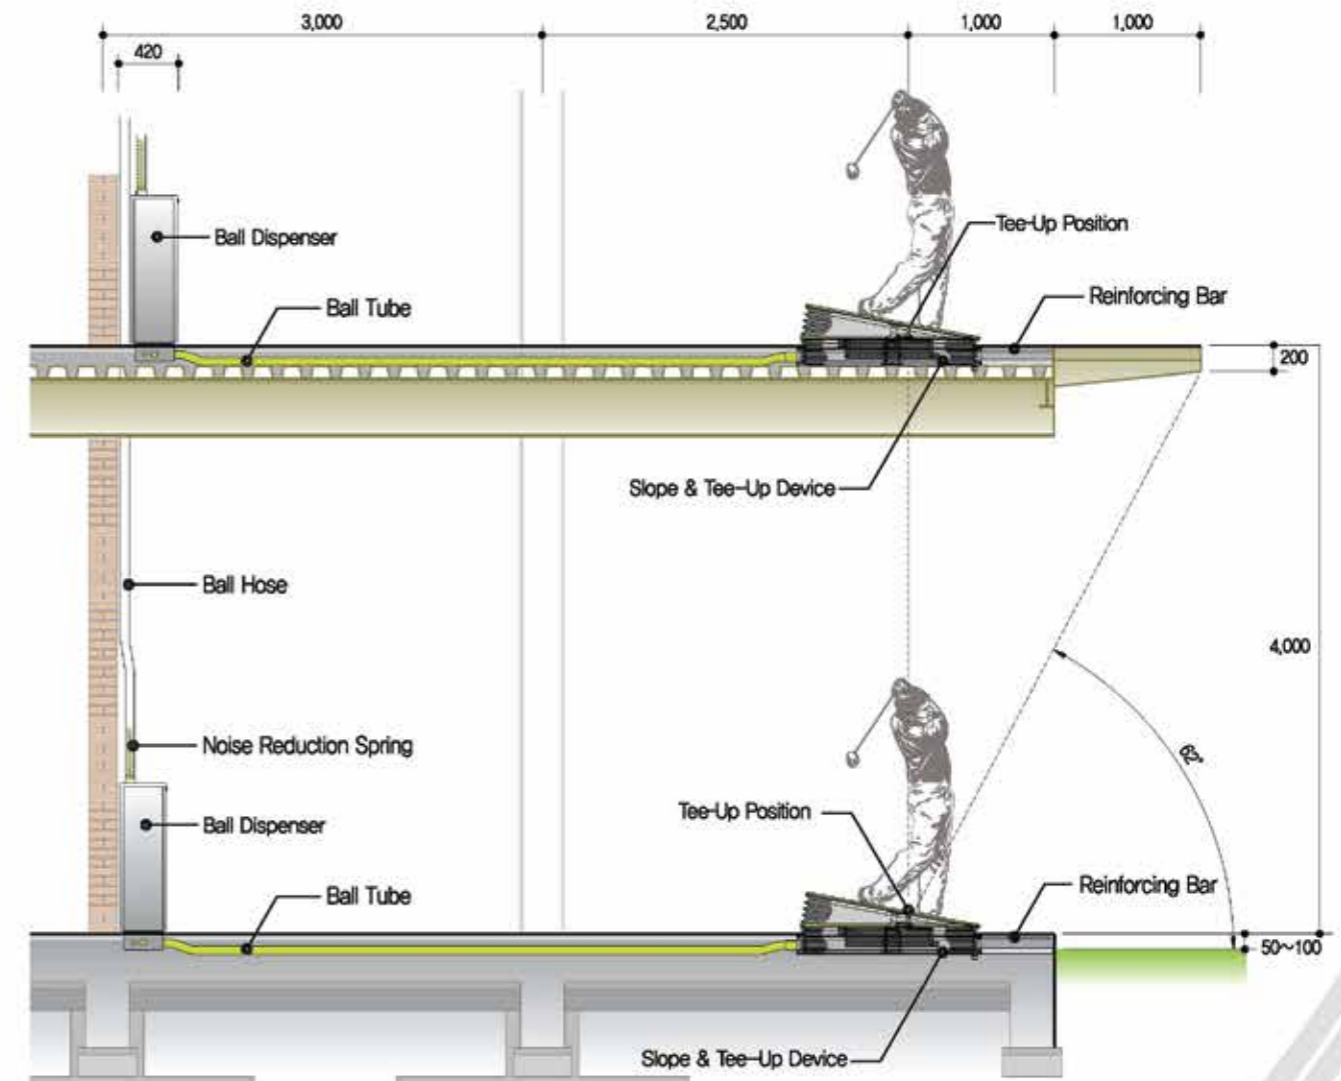 3,000
2,500
1,000
1,000
420
Ball Dispenser
Tee-Up Position
Ball Tube
Reinforcing Bar
200
Slope & Tee-Up Device
Ball Hose
4,000
Noise Reduction Spring
62°
Tee-Up Position
Ball Dispenser
Ball Tube
Reinforcing Bar
50~100
Slope & Tee-Up Device